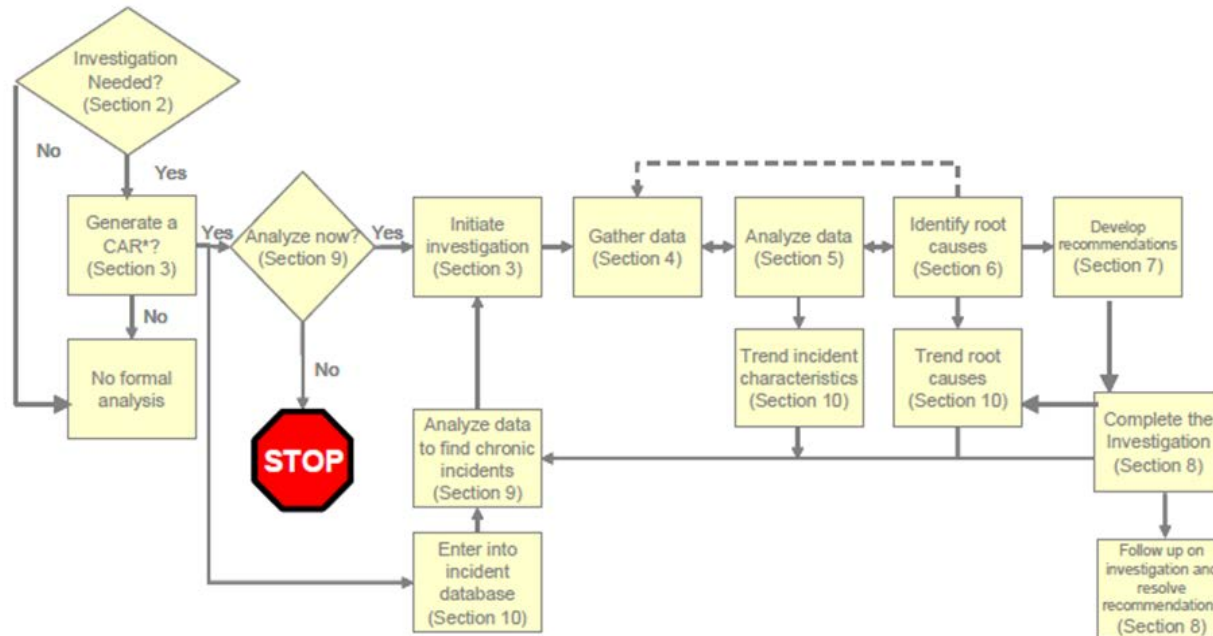 Investigation
Needed?
(Section 2)
No
Yes
Generate a
CAR*?
(Section 3)
Yes
Analyze now?
(Section 9)
Yes
Initiate
investigation
(Section 3)
Gather data
(Section 4)
Analyze data
(Section 5)
Identify root
causes
(Section 6)
Develop
recommendations
(Section 7)
No
No formal
analysis
No
STOP
Trend incident
characteristics
(Section 10)
Trend root
causes
(Section 10)
Analyze data
to find chronic
incidents
(Section 9)
Complete the
Investigation
(Section 8)
Enter into
incident
database
(Section 10)
Follow up on
investigation and
resolve
recommendation
(Section 8)